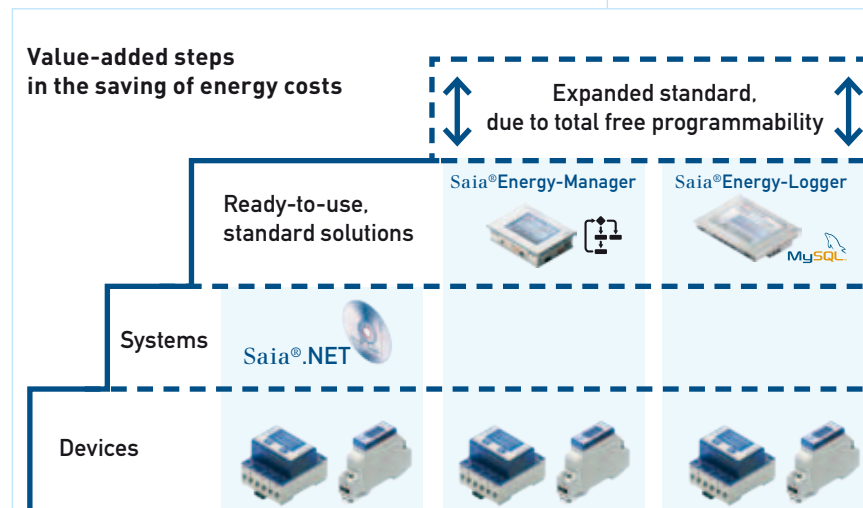 Value-added steps
in the saving of energy costs
Expanded standard,
due to total free programmability
Saia®Energy-Manager
Saia®Energy-Logger
Ready-to-use,
standard solutions
MySQL
Systems
Saia®.NET
Devices